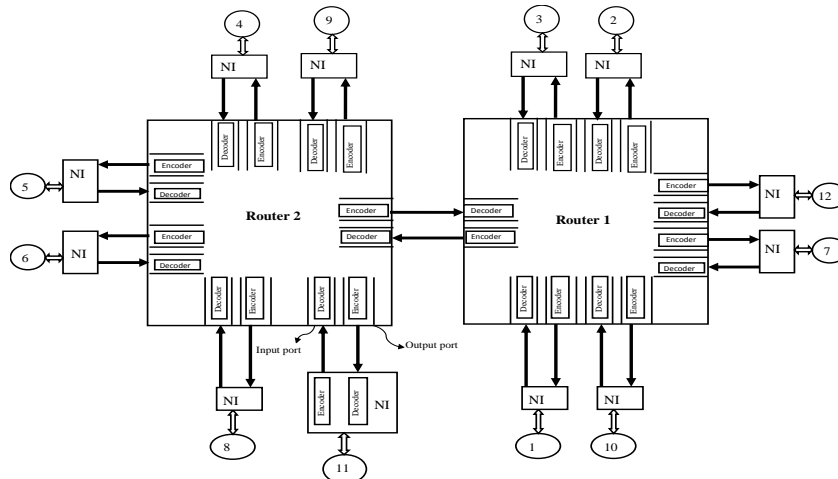 4
9
3
2
NI
NI
NI
NI
Decoder
Encoder
Decoder
Encoder
Decoder
Encoder
Decoder
Encoder
5
NI
Encoder
Decoder
Encoder
Decoder
NI
12
Router 2
Encoder
Decoder
Decoder
Encoder
Router 1
6
NI
Encoder
Decoder
Encoder
Decoder
NI
7
Decoder
Encoder
Decoder
Encoder
Decoder
Encoder
Decoder
Encoder
Input port
Output port
NI
Encoder
Decoder
NI
NI
NI
8
11
1
10